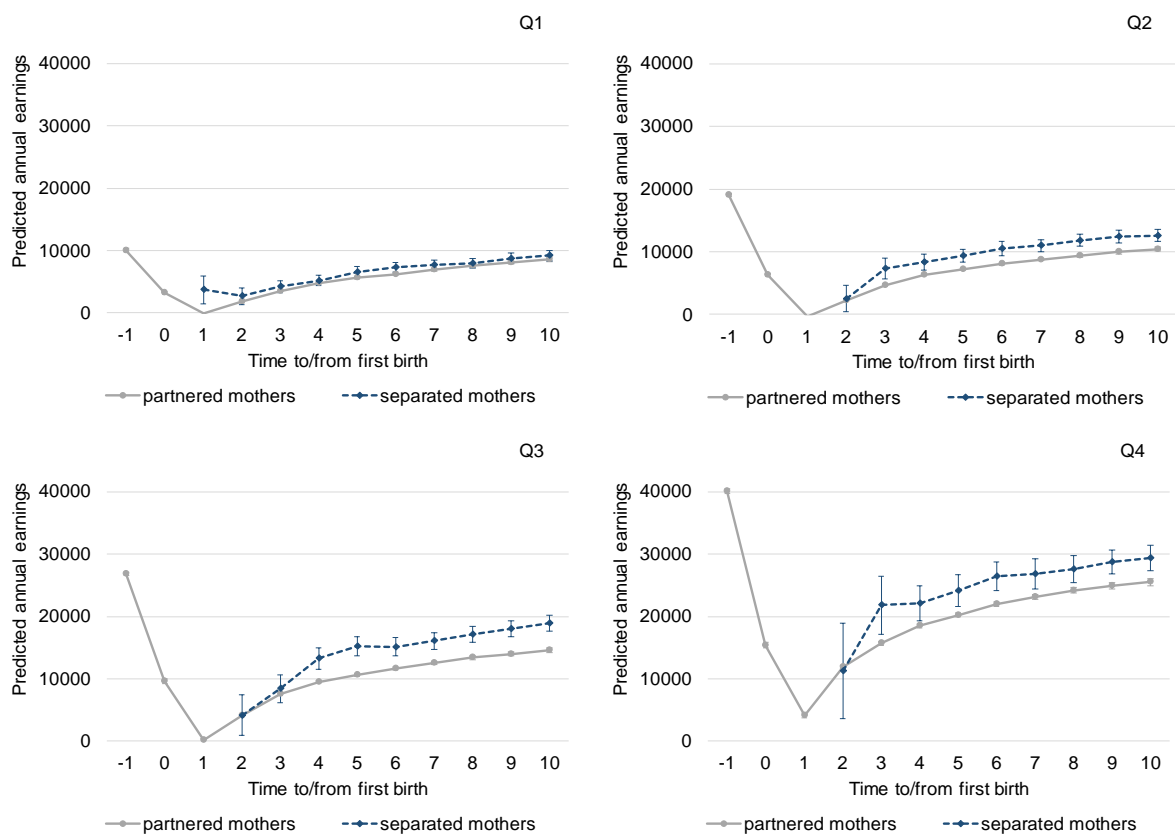 Q1
Predicted annual earnings
40000
30000
20000
10000
0
-1 0 1 2 3 4 5 6 7 8 9 10
Time to/from first birth
partnered mothers separated mothers
Q2
Predicted annual earnings
40000
30000
20000
10000
0
-1 0 1 2 3 4 5 6 7 8 9 10
Time to/from first birth
partnered mothers separated mothers
Q3
Predicted annual earnings
40000
30000
20000
10000
0
-1 0 1 2 3 4 5 6 7 8 9 10
Time to/from first birth
partnered mothers separated mothers
Q4
Predicted annual earnings
40000
30000
20000
10000
0
-1 0 1 2 3 4 5 6 7 8 9 10
Time to/from first birth
partnered mothers separated mothers